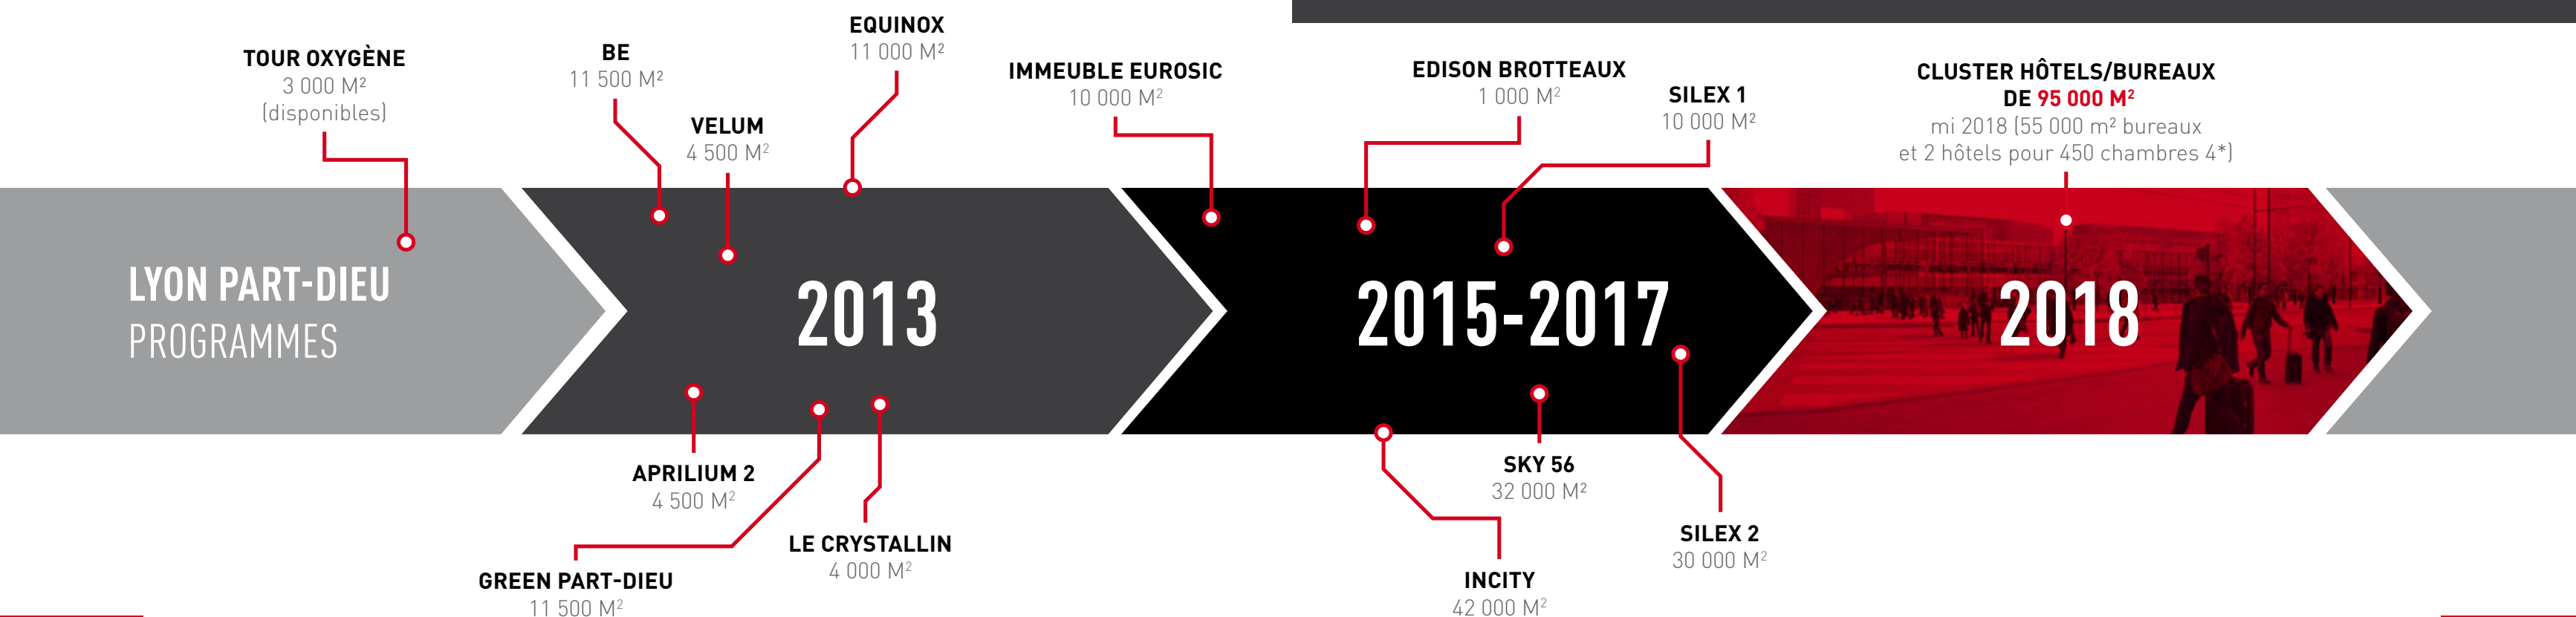 TOUR OXYGÈNE
3 000 M²
(disponibles)
BE
11 500 M²
VELUM
4 500 M²
EQUINOX
11 000 M²
IMMEUBLE EUROSIC
10 000 M²
EDISON BROTTEAUX
1 000 M²
SILEX 1
10 000 M²
CLUSTER HÔTELS/BUREAUX
DE 95 000 M²
mi 2018 (55 000 m² bureaux
et 2 hôtels pour 450 chambres 4*)
LYON PART-DIEU
PROGRAMMES
2013
2015-2017
2018
APRILIUM 2
4 500 M²
GREEN PART-DIEU
11 500 M²
LE CRYSTALLIN
4 000 M²
SKY 56
32 000 M²
INCITY
42 000 M²
SILEX 2
30 000 M²